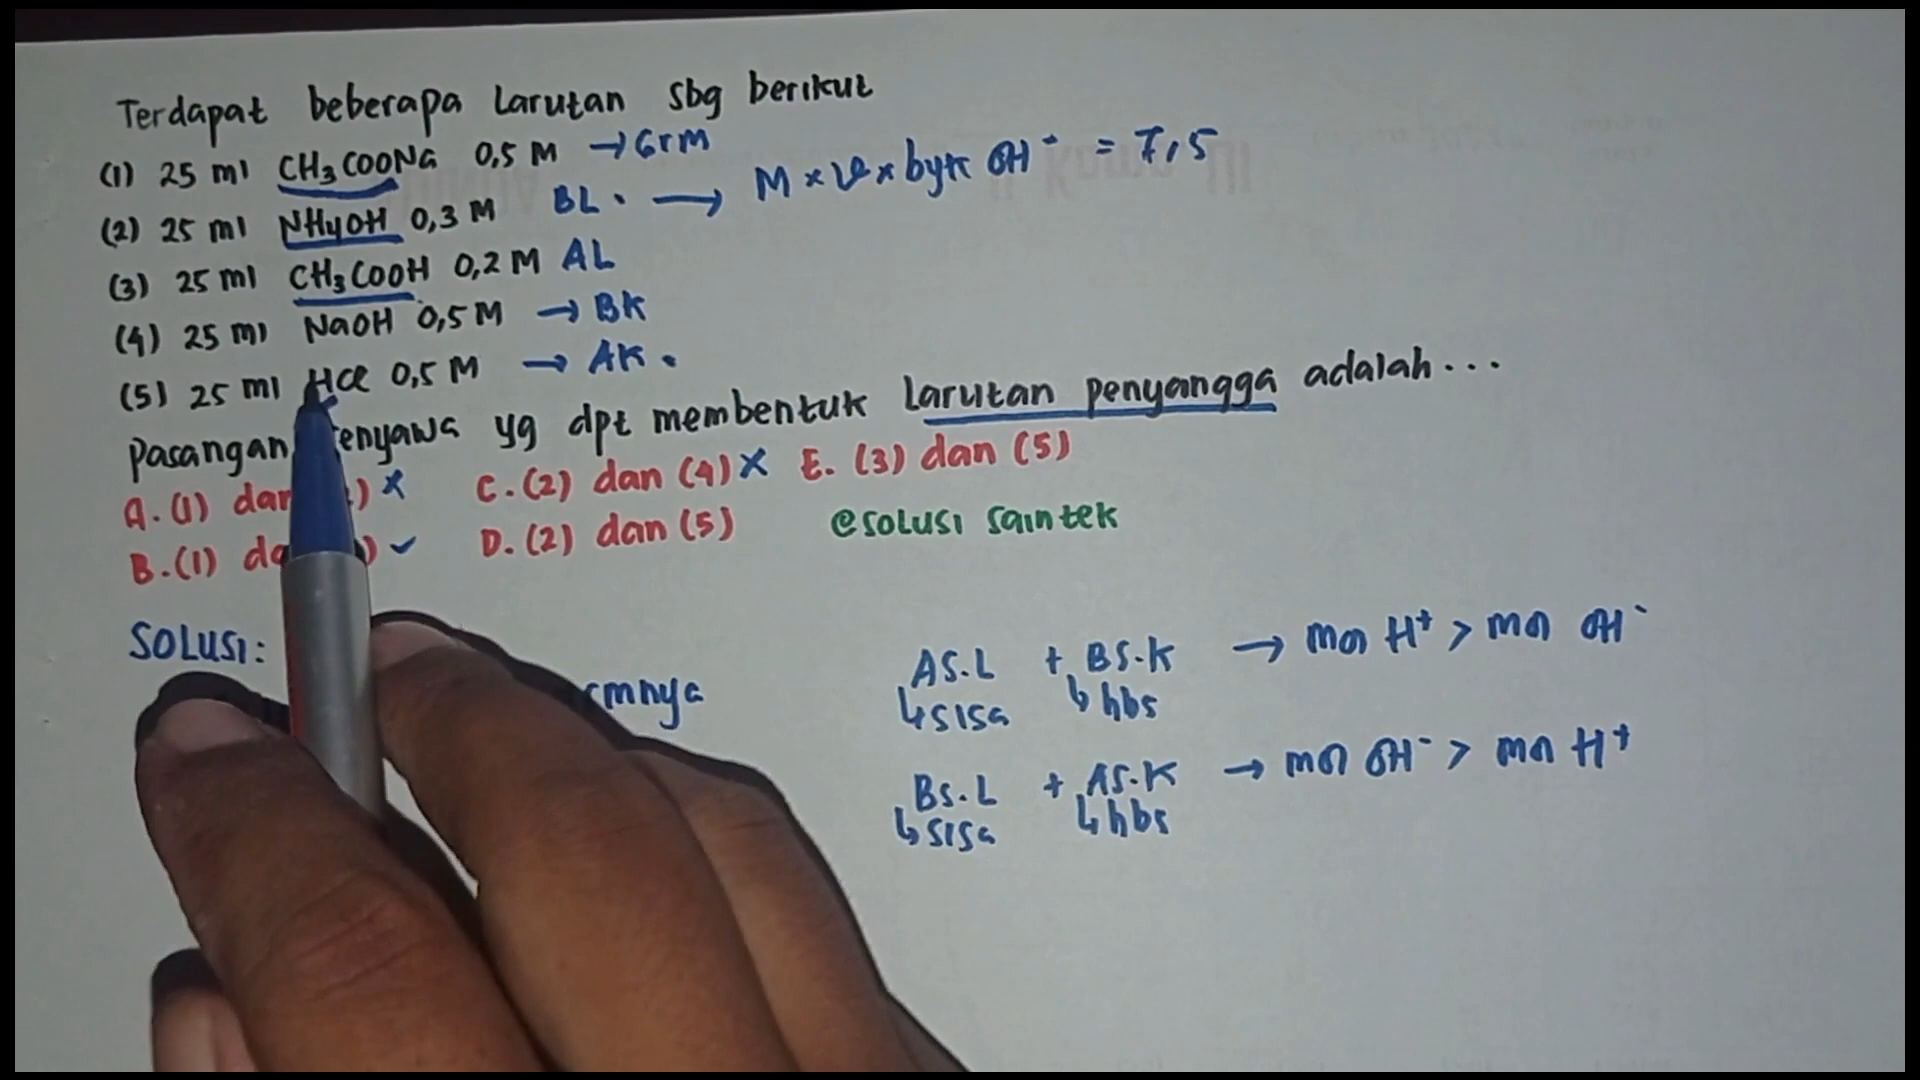 Terdapat beberapa Larutan sbg berikut
(1) 25 ml CH3COONa 0,5 M → Grm
(2) 25 ml NH4OH 0,3 M BL. → M x V x byk OH⁻ = 7,5
(3) 25 ml CH3COOH 0,2 M AL
(4) 25 ml NaOH 0,5 M → BK
(5) 25 ml HCl 0,5 M → AK.
Pasangan enyawa yg dpt membentuk Larutan penyangga adalah...
A. (1) dan ) x C. (2) dan (4) x E. (3) dan (5)
B. (1) da ) ✓ D. (2) dan (5) @solusi saintek
SOLUSI:
rmnya
AS.L + BS.K → mol H⁺ > mol OH⁻
↳ sisa ↳ hbs
BS.L + AS.K → mol OH⁻ > mol H⁺
↳ sisa ↳ hbs